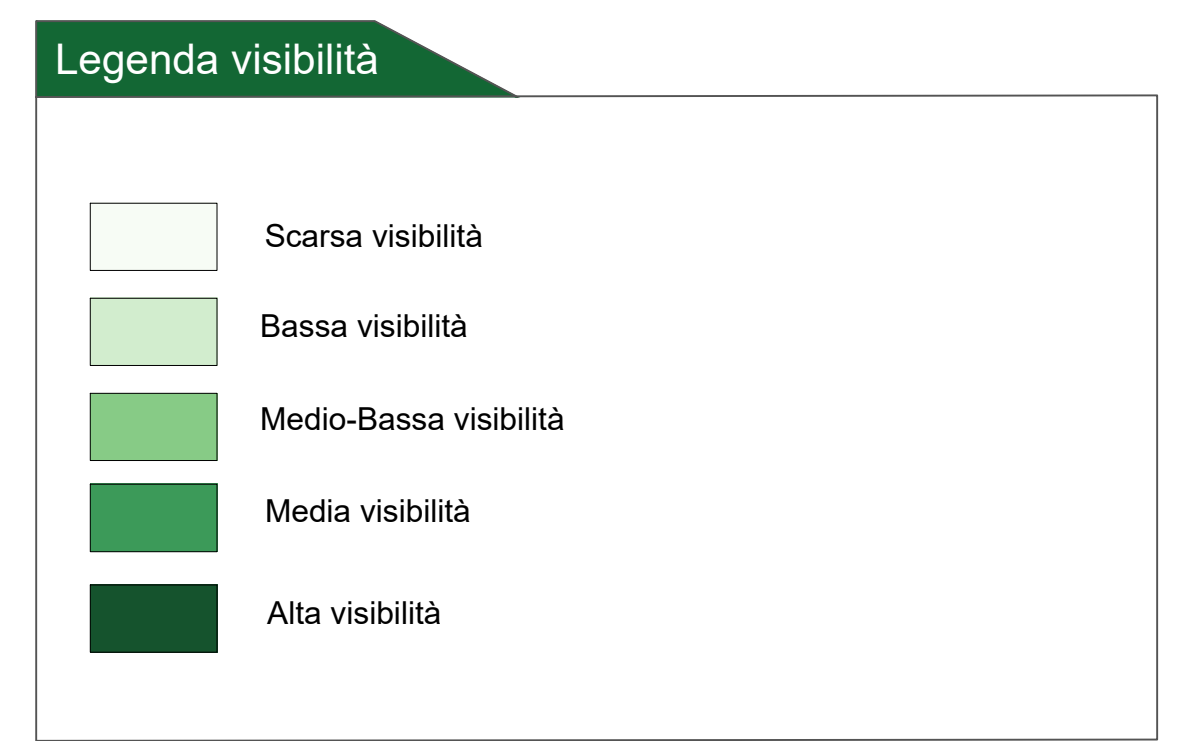 Legenda visibilità
Scarsa visibilità
Bassa visibilità
Medio-Bassa visibilità
Media visibilità
Alta visibilità